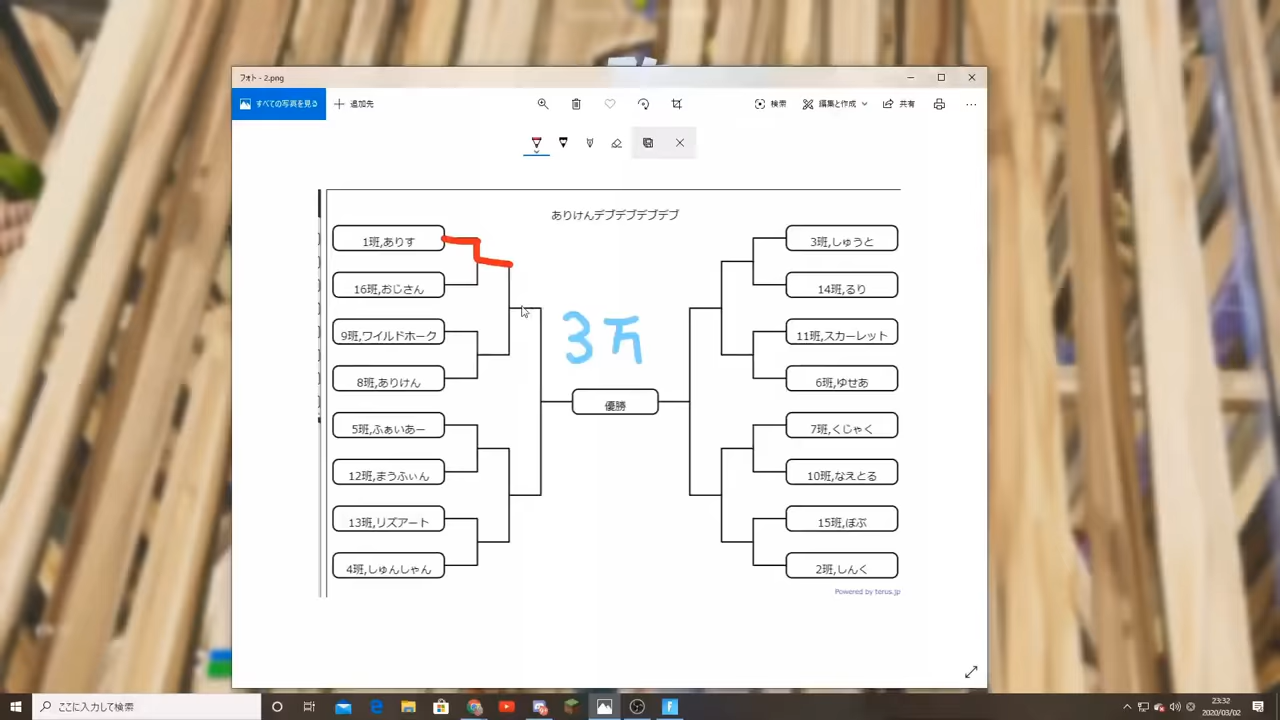 フォト - 2.png
すべての写真を見る
追加先
検索
編集と作成
共有
ありけんデブデブデブデブ
1班,ありす
16班,おじさん
9班,ワイルドホーク
8班,ありけん
5班,ふぁいあー
12班,まうふぃん
13班,リズアート
4班,しゅんしゃん
3万
優勝
3班,しゅうと
14班,るり
11班,スカーレット
6班,ゆせあ
7班,くじゃく
10班,なえとる
15班,ぼぶ
2班,しんく
Powered by terus.jp
ここに入力して検索
23:32
2020/03/02